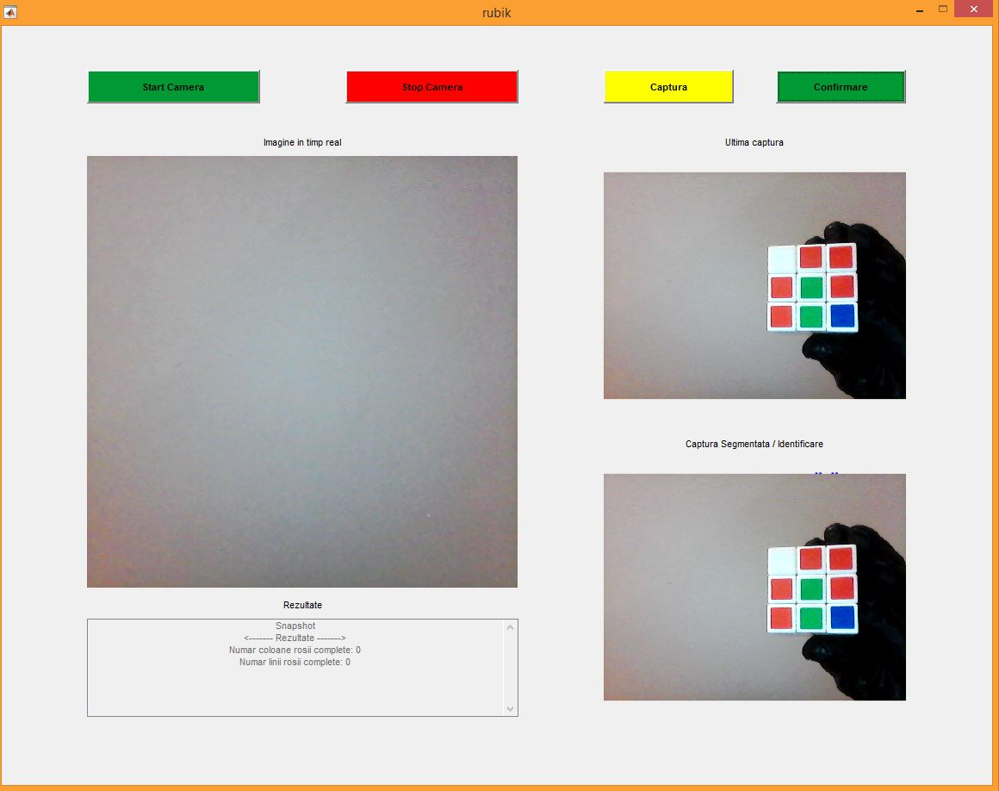 rubik
Start Camera
Stop Camera
Captura
Confirmare
Imagine in timp real
Ultima captura
Captura Segmentata / Identificare
Rezultate
Snapshot
<------- Rezultate ------->
Numar coloane rosii complete: 0
Numar linii rosii complete: 0